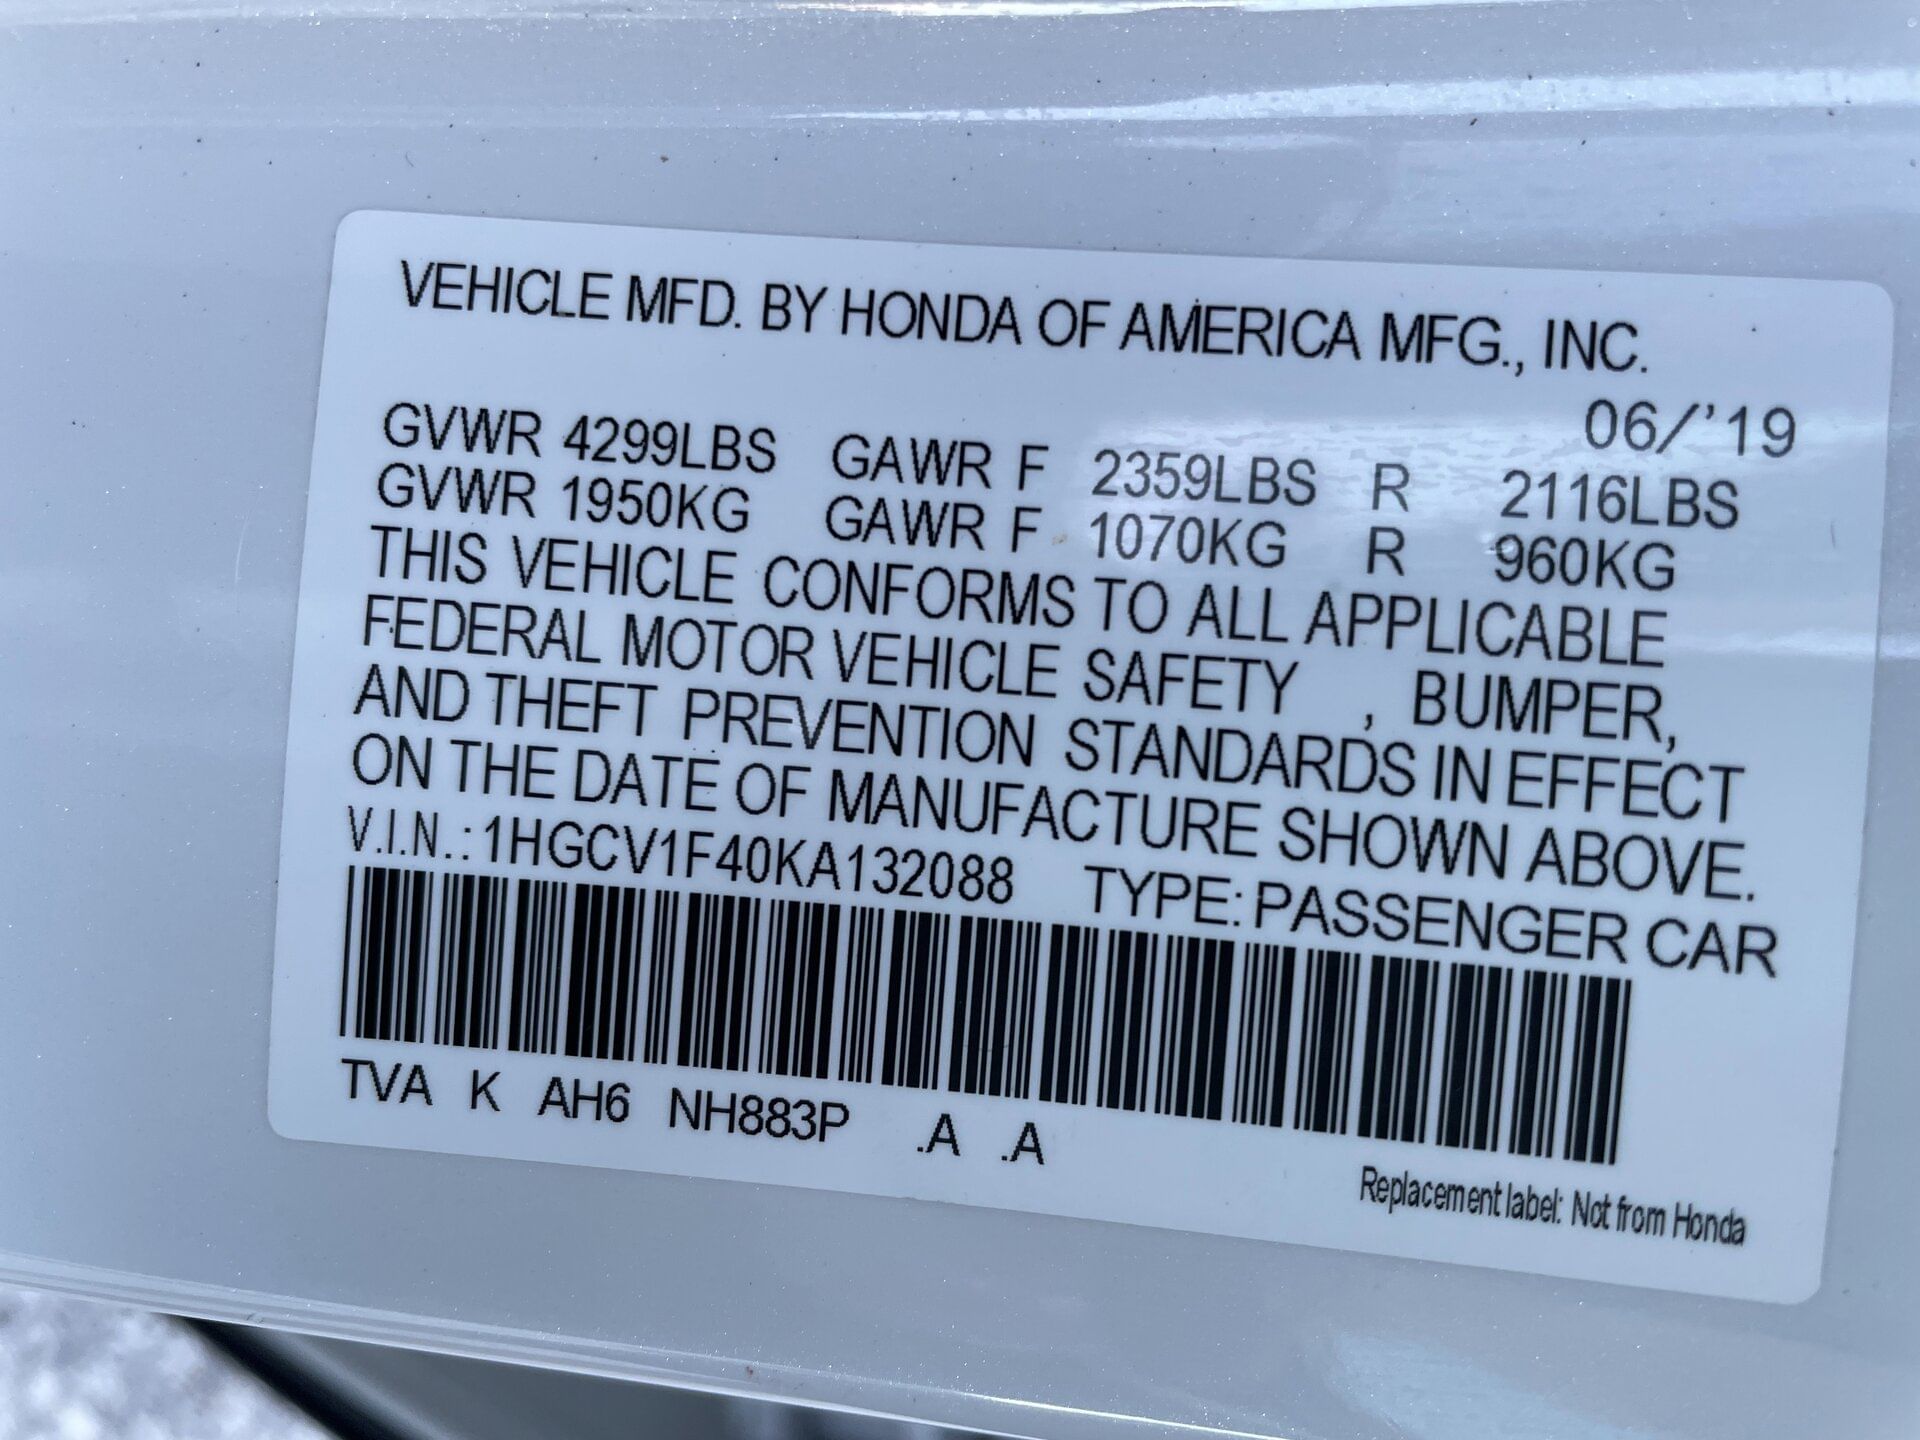 VEHICLE MFD. BY HONDA OF AMERICA MFG., INC.
06/'19
GVWR 4299LBS GAWR F 2359LBS R 2116LBS
GVWR 1950KG GAWR F 1070KG R 960KG
THIS VEHICLE CONFORMS TO ALL APPLICABLE
FEDERAL MOTOR VEHICLE SAFETY , BUMPER,
AND THEFT PREVENTION STANDARDS IN EFFECT
ON THE DATE OF MANUFACTURE SHOWN ABOVE.
V.I.N.: 1HGCV1F40KA132088 TYPE: PASSENGER CAR
TVA K AH6 NH883P .A .A
Replacement label: Not from Honda